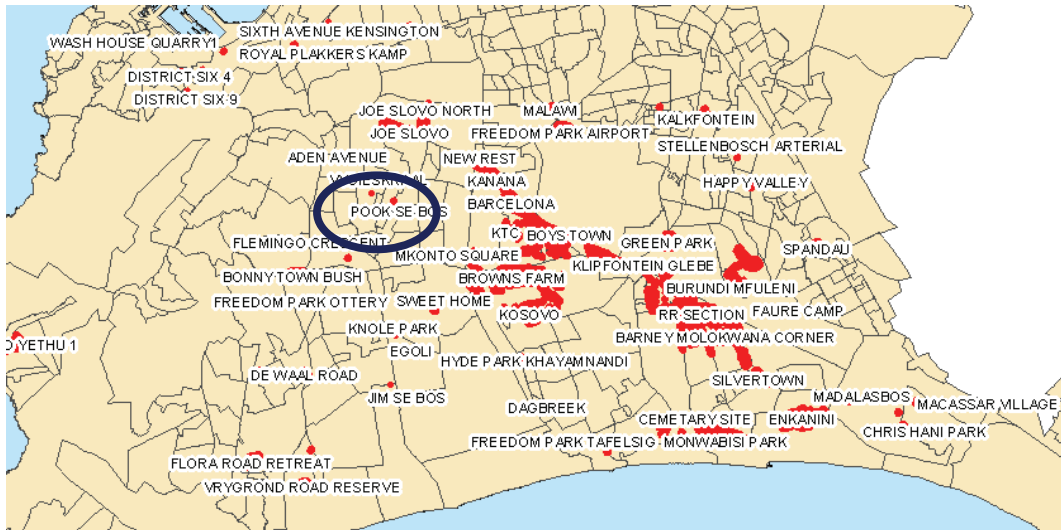 SIXTH AVENUE KENSINGTON
WASH HOUSE QUARRY1
ROYAL PLAKKERS KAMP
DISTRICT SIX 4
DISTRICT SIX 9
JOE SLOVO NORTH
MALAWI
KALKFONTEIN
JOE SLOVO
FREEDOM PARK AIRPORT
STELLENBOSCH ARTERIAL
ADEN AVENUE
NEW REST
KANANA
HAPPY VALLEY
POOK SE BOS
BARCELONA
KTC
BOYS TOWN
GREEN PARK
FLEMINGO CRESCENT
SPANDAU
MKONTO SQUARE
KLIPFONTEIN GLEBE
BONNYTOWN BUSH
BROWNS FARM
BURUNDI MFULENI
FREEDOM PARK OTTERY
SWEET HOME
KOSOVO
RR SECTION
FAURE CAMP
KNOLE PARK
BARNEY MOLOKWANA CORNER
O YETHU 1
EGOLI
HYDE PARK KHAYAMNANDI
DE WAAL ROAD
SILVERTOWN
JIM SE BOS
MADALASBOS
MACASSAR VILLAGE
DAGBREEK
CEMETARY SITE
ENKANINI
CHRIS HANI PARK
FREEDOM PARK TAFELSIG
MONWABISI PARK
FLORA ROAD RETREAT
VRYGROND ROAD RESERVE